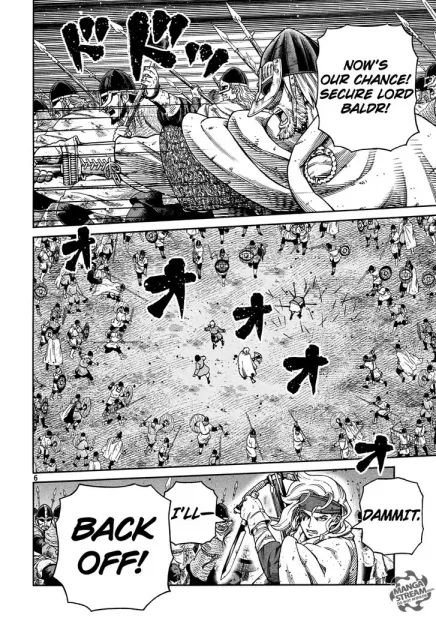 ドドドッ
NOW'S
OUR CHANCE!
SECURE LORD
BALDR!
オオオオオ
6
DAMMIT.
I'LL—
BACK
OFF!
MANGA
STREAM